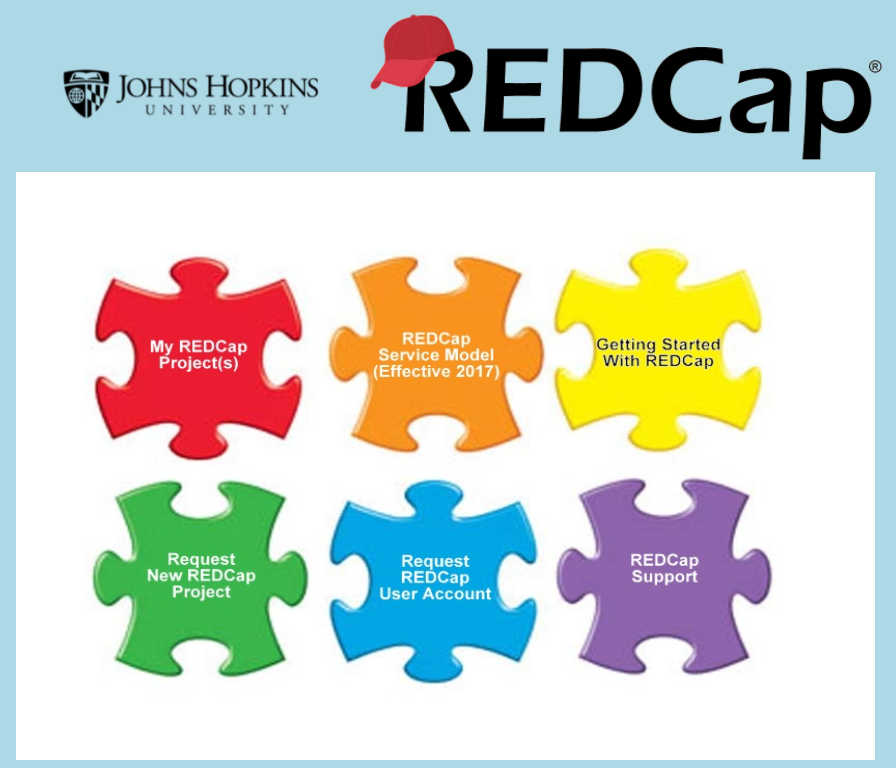 JOHNS HOPKINS
UNIVERSITY
REDCap®
My REDCap
Project(s)
REDCap
Service Model
(Effective 2017)
Getting Started
With REDCap
Request
New REDCap
Project
Request
REDCap
User Account
REDCap
Support